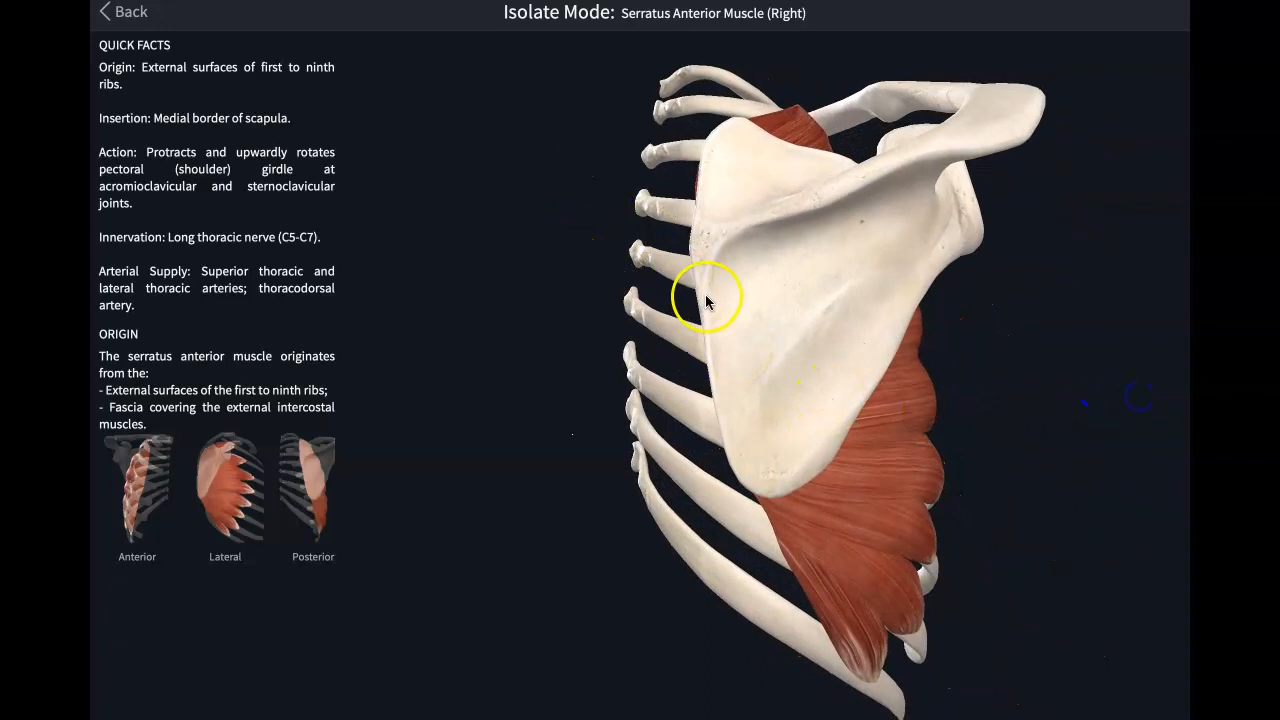 Back
Isolate Mode: Serratus Anterior Muscle (Right)
QUICK FACTS
Origin: External surfaces of first to ninth
ribs.
Insertion: Medial border of scapula.
Action: Protracts and upwardly rotates
pectoral (shoulder) girdle at
acromioclavicular and sternoclavicular
joints.
Innervation: Long thoracic nerve (C5-C7).
Arterial Supply: Superior thoracic and
lateral thoracic arteries; thoracodorsal
artery.
ORIGIN
The serratus anterior muscle originates
from the:
- External surfaces of the first to ninth ribs;
- Fascia covering the external intercostal
muscles.
Anterior Lateral Posterior